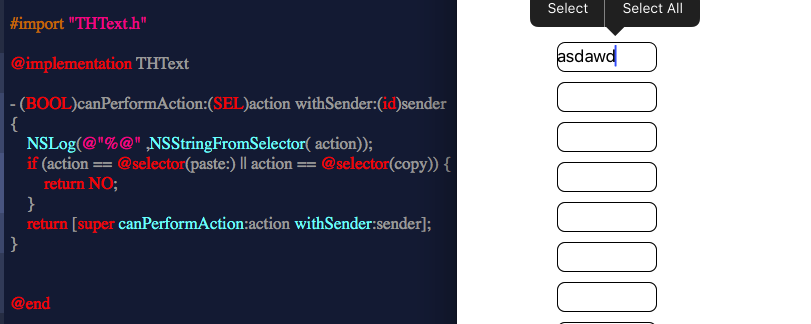 #import "THText.h"
@implementation THText
- (BOOL)canPerformAction:(SEL)action withSender:(id)sender
{
NSLog(@"%@" ,NSStringFromSelector( action));
if (action == @selector(paste:) || action == @selector(copy)) {
return NO;
}
return [super canPerformAction:action withSender:sender];
}
@end
Select
Select All
asdawd